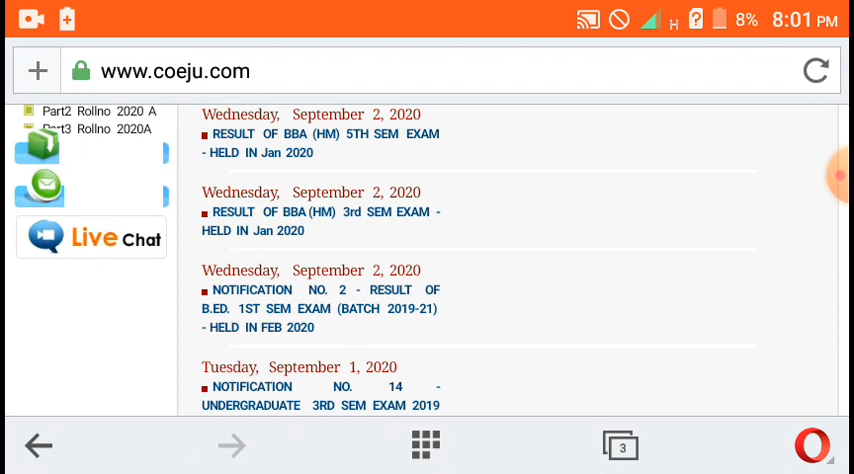 H 8% 8:01 PM
www.coeju.com
Part2 Rollno 2020 A
Part3 Rollno 2020A
Live Chat
Wednesday, September 2, 2020
RESULT OF BBA (HM) 5TH SEM EXAM
- HELD IN Jan 2020
Wednesday, September 2, 2020
RESULT OF BBA (HM) 3rd SEM EXAM -
HELD IN Jan 2020
Wednesday, September 2, 2020
NOTIFICATION NO. 2 - RESULT OF
B.ED. 1ST SEM EXAM (BATCH 2019-21)
- HELD IN FEB 2020
Tuesday, September 1, 2020
NOTIFICATION NO. 14 -
UNDERGRADUATE 3RD SEM EXAM 2019
3